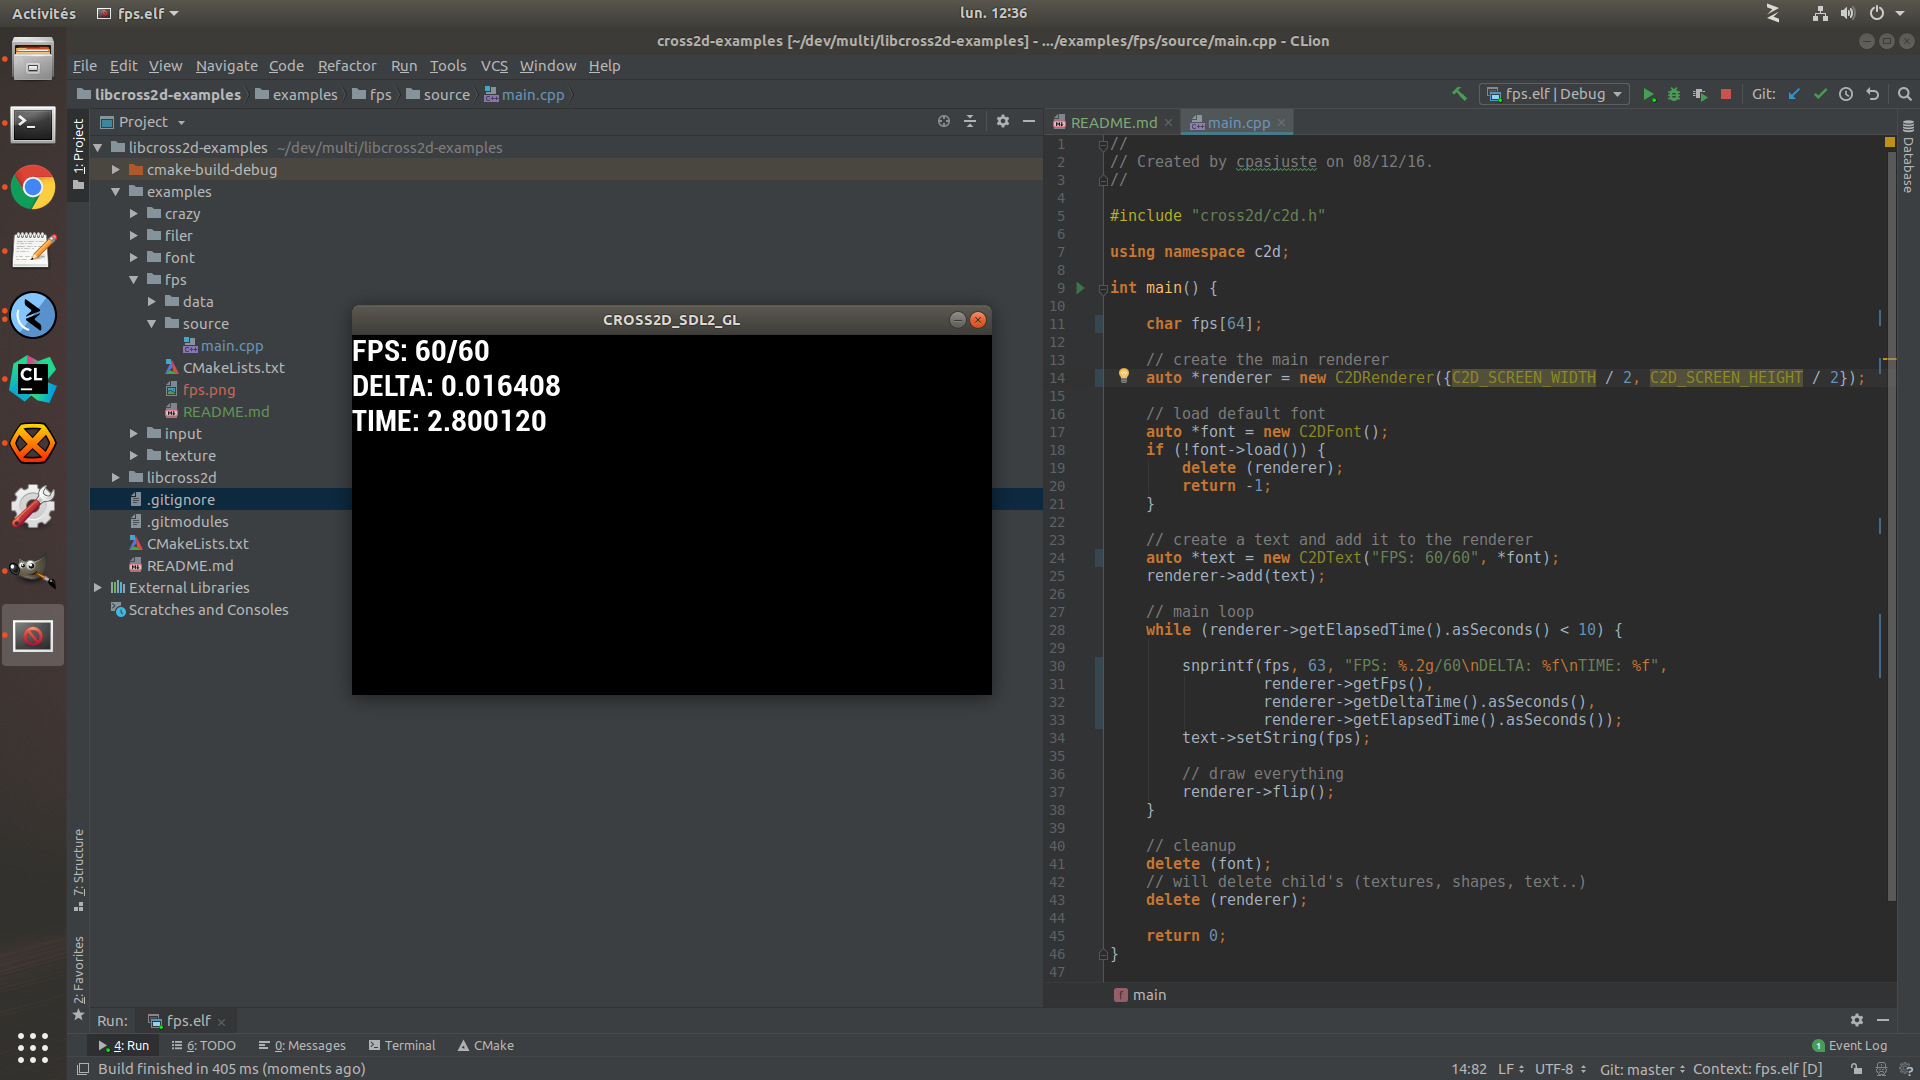 Activités
fps.elf
lun. 12:36
cross2d-examples [~/dev/multi/libcross2d-examples] - .../examples/fps/source/main.cpp - CLion
File Edit View Navigate Code Refactor Run Tools VCS Window Help
libcross2d-examples examples fps source main.cpp
fps.elf | Debug
Git:
1: Project
Project
libcross2d-examples ~/dev/multi/libcross2d-examples
cmake-build-debug
examples
crazy
filer
font
fps
data
source
main.cpp
CMakeLists.txt
fps.png
README.md
input
texture
libcross2d
.gitignore
.gitmodules
CMakeLists.txt
README.md
External Libraries
Scratches and Consoles
7: Structure
2: Favorites
CROSS2D_SDL2_GL
FPS: 60/60
DELTA: 0.016408
TIME: 2.800120
README.md
main.cpp
Database
1 //
2 // Created by cpasjuste on 08/12/16.
3 //
4
5 #include "cross2d/c2d.h"
6
7 using namespace c2d;
8
9 int main() {
10
11 char fps[64];
12
13 // create the main renderer
14 auto *renderer = new C2DRenderer({C2D_SCREEN_WIDTH / 2, C2D_SCREEN_HEIGHT / 2});
15
16 // load default font
17 auto *font = new C2DFont();
18 if (!font->load()) {
19 delete (renderer);
20 return -1;
21 }
22
23 // create a text and add it to the renderer
24 auto *text = new C2DText("FPS: 60/60", *font);
25 renderer->add(text);
26
27 // main loop
28 while (renderer->getElapsedTime().asSeconds() < 10) {
29
30 snprintf(fps, 63, "FPS: %.2g/60\nDELTA: %f\nTIME: %f",
31 renderer->getFps(),
32 renderer->getDeltaTime().asSeconds(),
33 renderer->getElapsedTime().asSeconds());
34 text->setString(fps);
35
36 // draw everything
37 renderer->flip();
38 }
39
40 // cleanup
41 delete (font);
42 // will delete child's (textures, shapes, text..)
43 delete (renderer);
44
45 return 0;
46 }
47
f main
Run: fps.elf
4: Run 6: TODO 0: Messages Terminal CMake
1 Event Log
Build finished in 405 ms (moments ago)
14:82 LF UTF-8 Git: master Context: fps.elf [D]